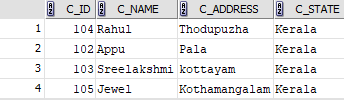 C_ID C_NAME C_ADDRESS C_STATE
1 104 Rahul Thodupuzha Kerala
2 102 Appu Pala Kerala
3 103 Sreelakshmi kottayam Kerala
4 105 Jewel Kothamangalam Kerala